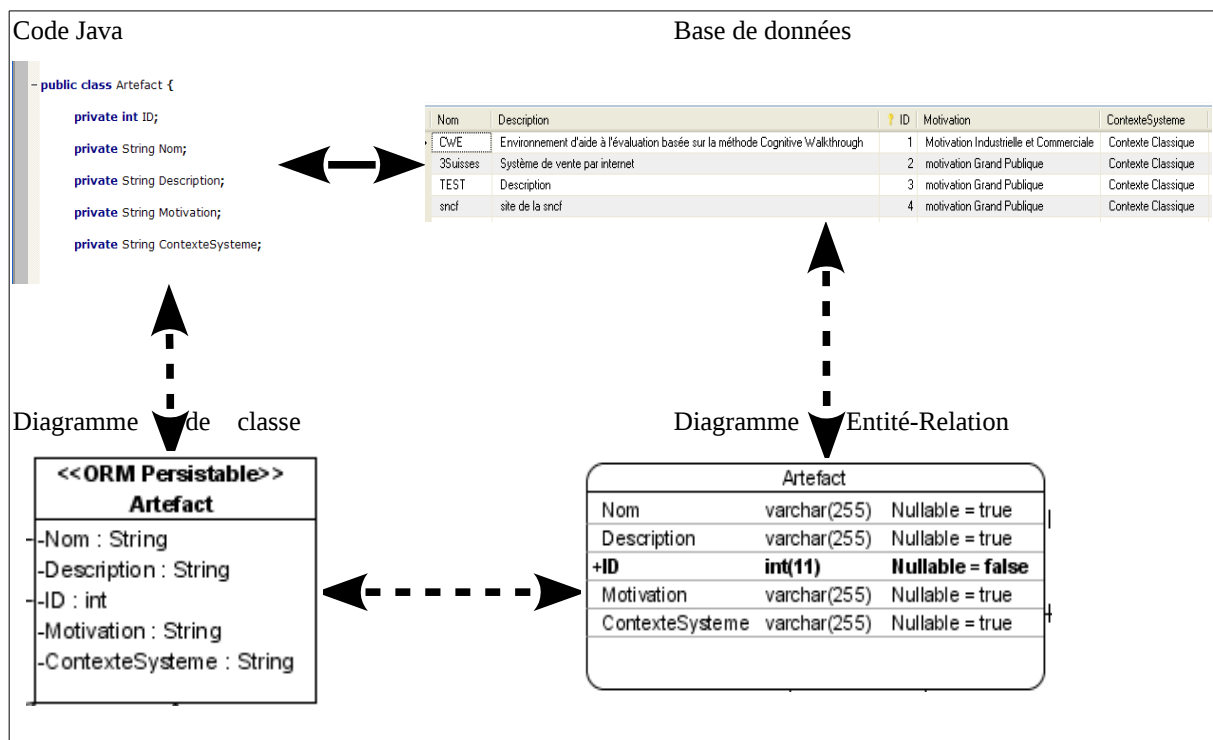 Code Java
Base de données
public class Artefact {
private int ID;
private String Nom;
private String Description;
private String Motivation;
private String ContexteSysteme;
Nom Description ID Motivation ContexteSysteme
CWE Environnement d'aide à l'évaluation basée sur la méthode Cognitive Walkthrough 1 Motivation Industrielle et Commerciale Contexte Classique
3Suisses Système de vente par internet 2 motivation Grand Publique Contexte Classique
TEST Description 3 motivation Grand Publique Contexte Classique
sncf site de la sncf 4 motivation Grand Publique Contexte Classique
Diagramme de classe
Diagramme Entité-Relation
<<ORM Persistable>>
Artefact
-Nom : String
-Description : String
-ID : int
-Motivation : String
-ContexteSysteme : String
Artefact
Nom varchar(255) Nullable = true
Description varchar(255) Nullable = true
+ID int(11) Nullable = false
Motivation varchar(255) Nullable = true
ContexteSysteme varchar(255) Nullable = true